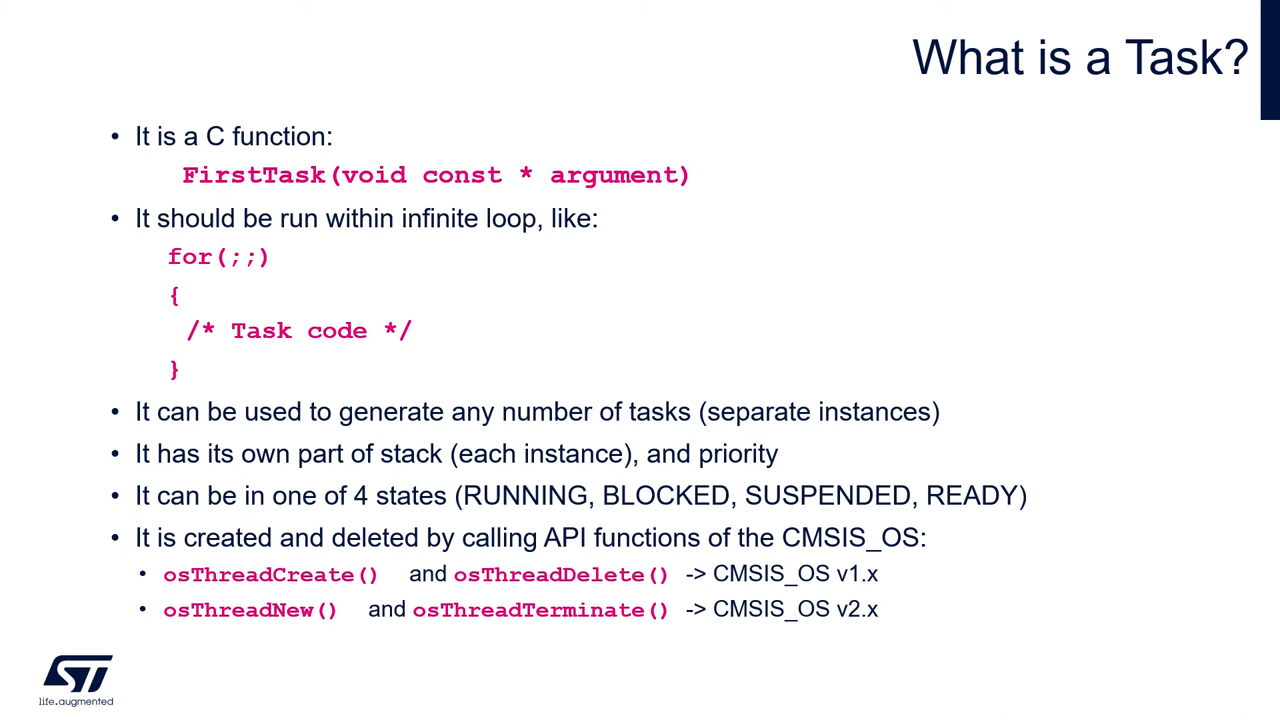 What is a Task?
• It is a C function:
FirstTask(void const * argument)
• It should be run within infinite loop, like:
for(;;)
{
/* Task code */
}
• It can be used to generate any number of tasks (separate instances)
• It has its own part of stack (each instance), and priority
• It can be in one of 4 states (RUNNING, BLOCKED, SUSPENDED, READY)
• It is created and deleted by calling API functions of the CMSIS_OS:
• osThreadCreate() and osThreadDelete() -> CMSIS_OS v1.x
• osThreadNew() and osThreadTerminate() -> CMSIS_OS v2.x
ST
life.augmented